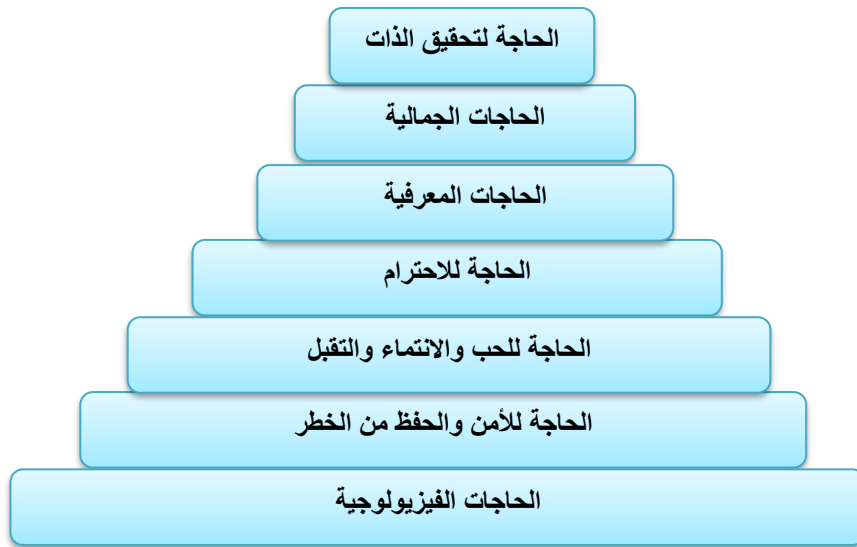 الحاجة لتحقيق الذات
الحاجات الجمالية
الحاجات المعرفية
الحاجة للاحترام
الحاجة للحب والانتماء والتقبل
الحاجة للأمن والحفظ من الخطر
الحاجات الفيزيولوجية